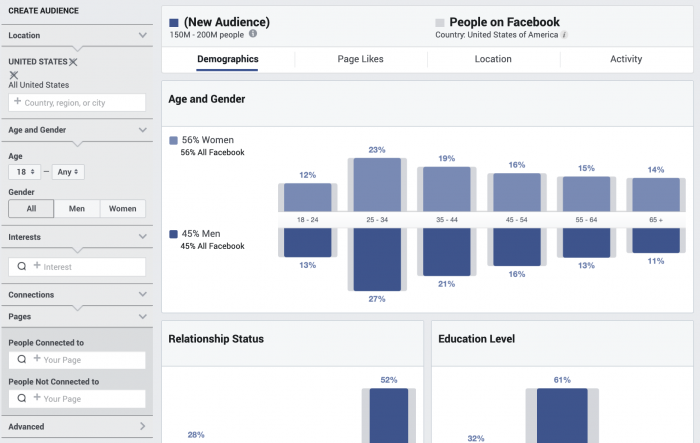 CREATE AUDIENCE
Location
UNITED STATES
All United States
+ Country, region, or city
Age and Gender
Age
18 — Any
Gender
All Men Women
Interests
+ Interest
Connections
Pages
People Connected to
+ Your Page
People Not Connected to
+ Your Page
Advanced
(New Audience)
150M - 200M people i
People on Facebook
Country: United States of America i
Demographics Page Likes Location Activity
Age and Gender
56% Women
56% All Facebook
12% 23% 19% 16% 15% 14%
18 - 24 25 - 34 35 - 44 45 - 54 55 - 64 65 +
45% Men
45% All Facebook
13% 27% 21% 16% 13% 11%
Relationship Status
28% 52%
Education Level
32% 61%